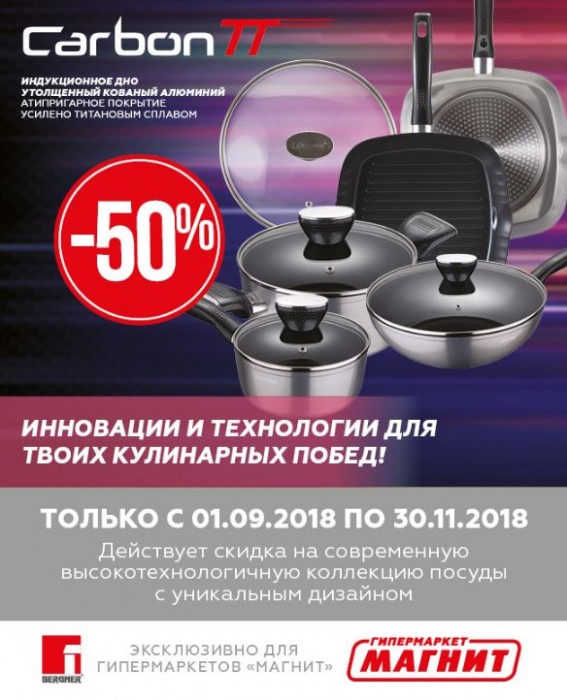 Carbon TT
ИНДУКЦИОННОЕ ДНО
УТОЛЩЕННЫЙ КОВАНЫЙ АЛЮМИНИЙ
АТИПРИГАРНОЕ ПОКРЫТИЕ
УСИЛЕНО ТИТАНОВЫМ СПЛАВОМ
-50%
ИННОВАЦИИ И ТЕХНОЛОГИИ ДЛЯ
ТВОИХ КУЛИНАРНЫХ ПОБЕД!
ТОЛЬКО С 01.09.2018 ПО 30.11.2018
Действует скидка на современную
высокотехнологичную коллекцию посуды
с уникальным дизайном
BERGNER
ЭКСКЛЮЗИВНО ДЛЯ
ГИПЕРМАРКЕТОВ «МАГНИТ»
ГИПЕРМАРКЕТ
МАГНИТ